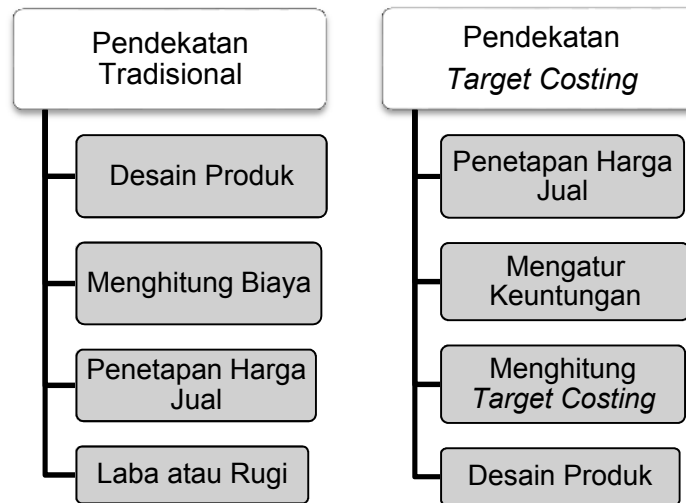 Pendekatan
Tradisional
Desain Produk
Menghitung Biaya
Penetapan Harga
Jual
Laba atau Rugi
Pendekatan
Target Costing
Penetapan Harga
Jual
Mengatur
Keuntungan
Menghitung
Target Costing
Desain Produk